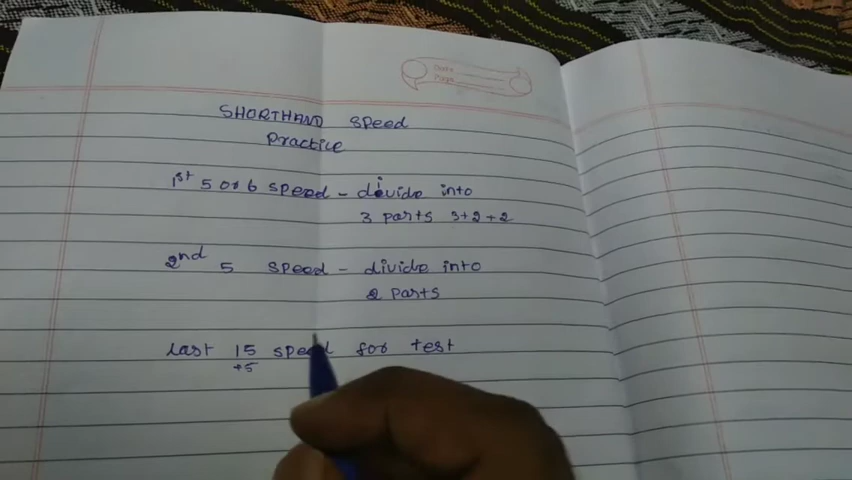 SHORTHAND speed
Practice
1st 5 or 6 speed - divide into
3 parts 3+2+2
2nd 5 speed - divide into
2 parts
last 15 speed for test
+5